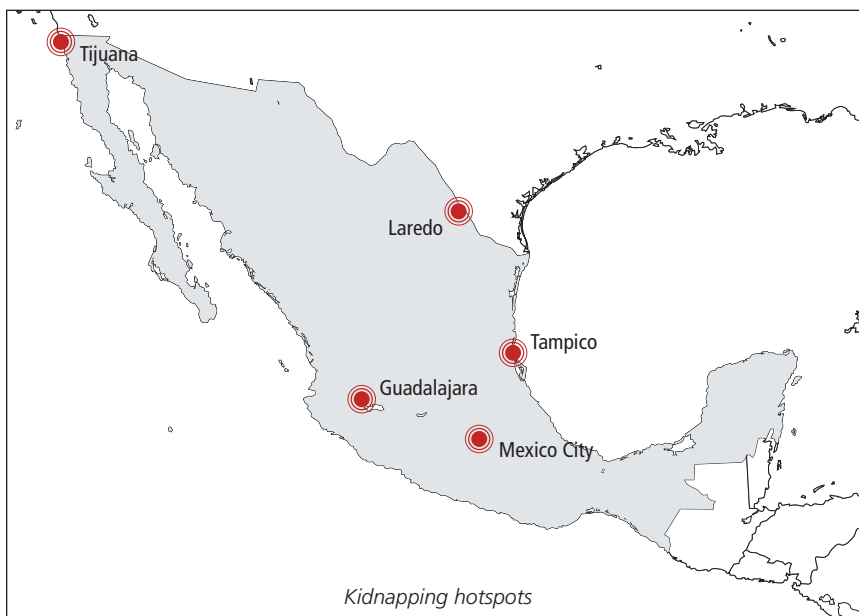 Tijuana
Laredo
Tampico
Guadalajara
Mexico City
Kidnapping hotspots